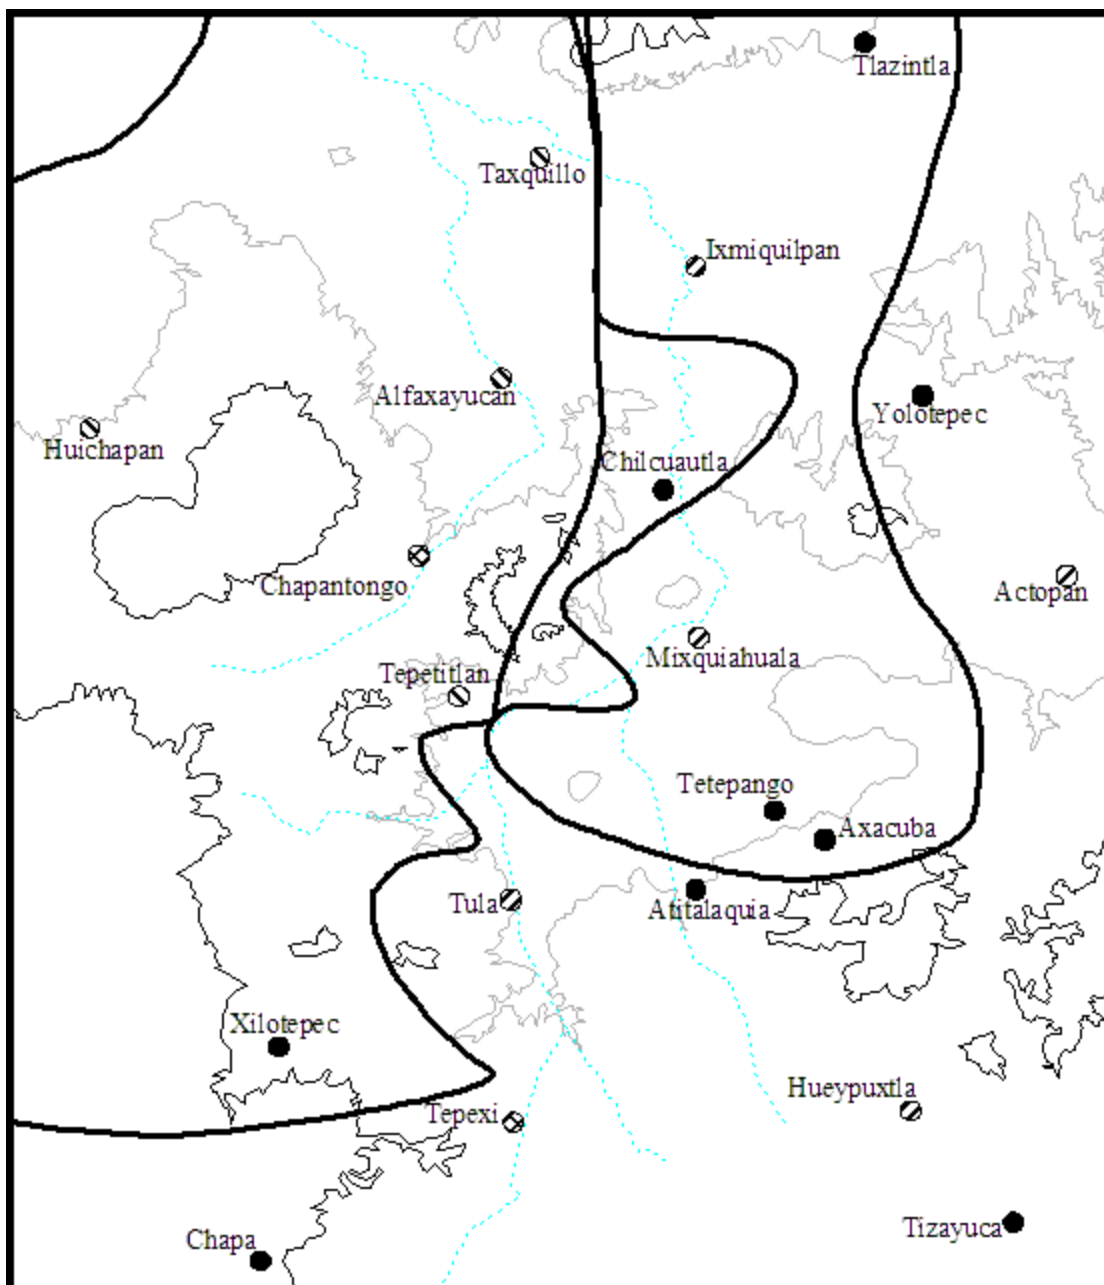 Tlazintla
Taxquillo
Ixmiquilpan
Alfaxayucan
Yolotepec
Huichapan
Chilcuautla
Chapantongo
Actopan
Mixquiahuala
Tepetitlan
Tetepango
Axacuba
Tula
Atitalaquia
Xilotepec
Hueypuxtla
Tepexi
Tizayuca
Chapa